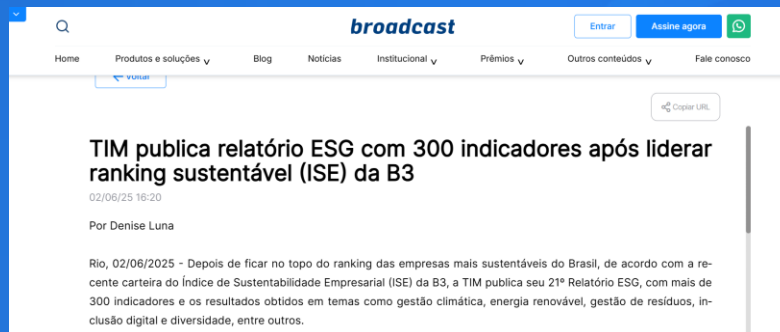 broadcast
Entrar
Assine agora
Home
Produtos e soluções
Blog
Notícias
Institucional
Prêmios
Outros conteúdos
Fale conosco
Voltar
Copiar URL
TIM publica relatório ESG com 300 indicadores após liderar
ranking sustentável (ISE) da B3
02/06/25 16:20
Por Denise Luna
Rio, 02/06/2025 - Depois de ficar no topo do ranking das empresas mais sustentáveis do Brasil, de acordo com a re-
cente carteira do Índice de Sustentabilidade Empresarial (ISE) da B3, a TIM publica seu 21º Relatório ESG, com mais de
300 indicadores e os resultados obtidos em temas como gestão climática, energia renovável, gestão de resíduos, in-
clusão digital e diversidade, entre outros.